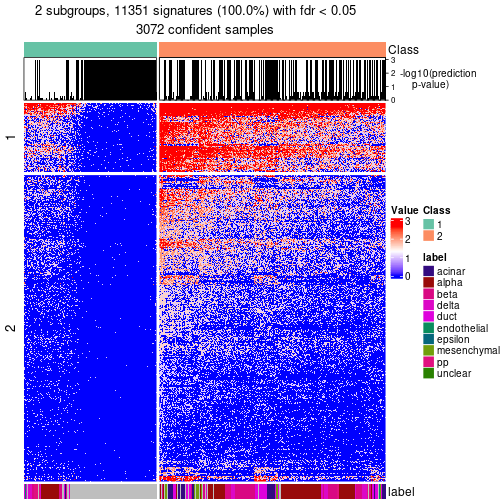 2 subgroups, 11351 signatures (100.0%) with fdr < 0.05
3072 confident samples
Class
3
2
1
0
-log10(prediction
p-value)
1
2
Value
3
2
1
0
Class
1
2
label
acinar
alpha
beta
delta
duct
endothelial
epsilon
mesenchymal
pp
unclear
label